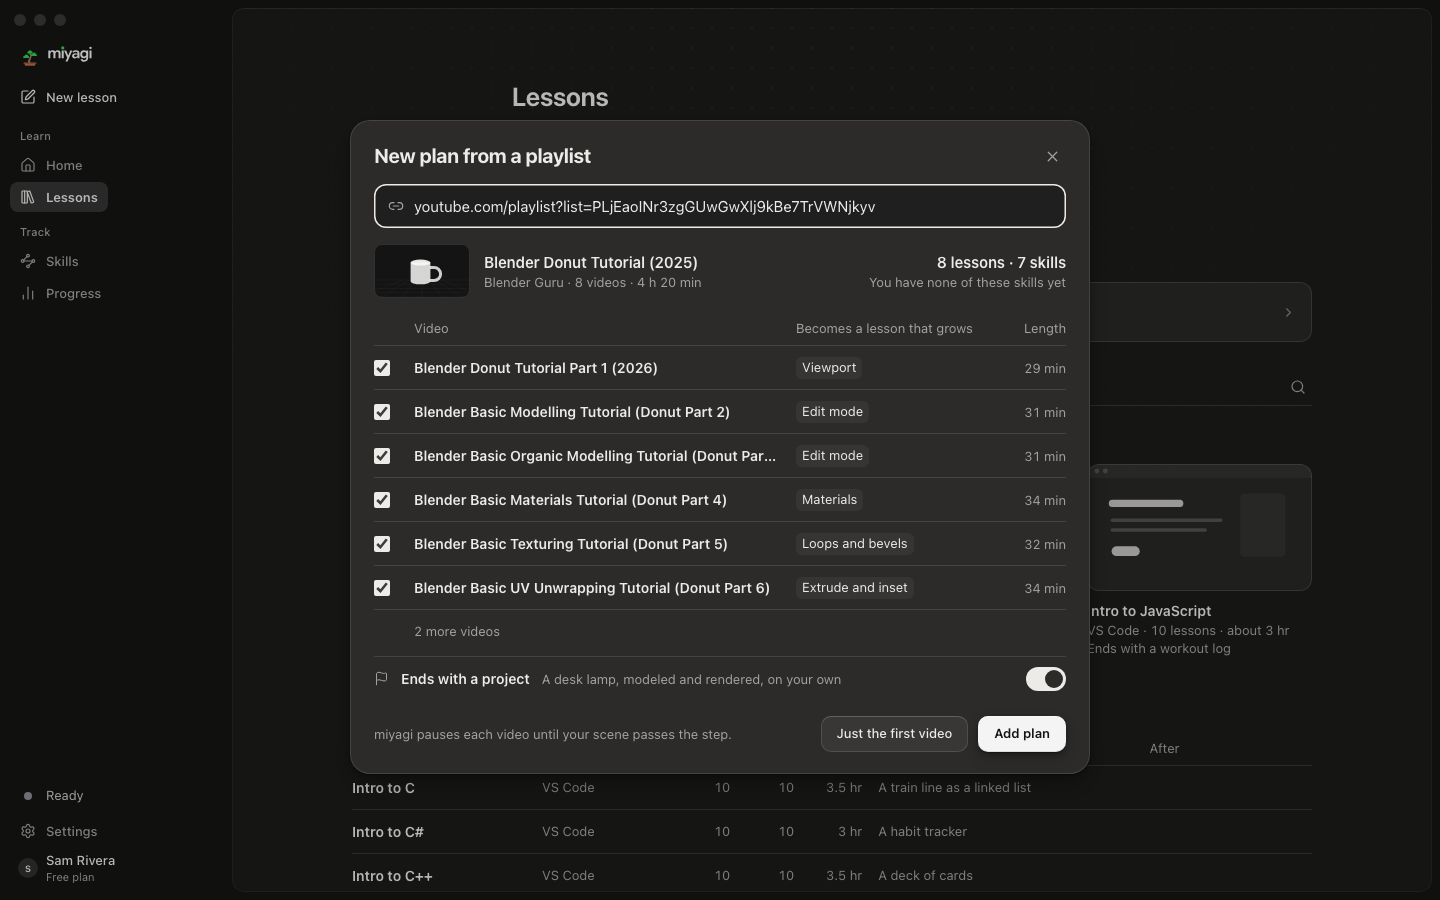 miyagi
New lesson
Learn
Home
Lessons
Track
Skills
Progress
Ready
Settings
S
Sam Rivera
Free plan
Lessons
New plan from a playlist
youtube.com/playlist?list=PLjEaolNr3zgGUwGwXlj9kBe7TrVWNjkyv
Blender Donut Tutorial (2025)
Blender Guru · 8 videos · 4 h 20 min
8 lessons · 7 skills
You have none of these skills yet
Video Becomes a lesson that grows Length
Blender Donut Tutorial Part 1 (2026) Viewport 29 min
Blender Basic Modelling Tutorial (Donut Part 2) Edit mode 31 min
Blender Basic Organic Modelling Tutorial (Donut Par... Edit mode 31 min
Blender Basic Materials Tutorial (Donut Part 4) Materials 34 min
Blender Basic Texturing Tutorial (Donut Part 5) Loops and bevels 32 min
Blender Basic UV Unwrapping Tutorial (Donut Part 6) Extrude and inset 34 min
2 more videos
Ends with a project A desk lamp, modeled and rendered, on your own
miyagi pauses each video until your scene passes the step.
Just the first video
Add plan
ntro to JavaScript
VS Code · 10 lessons · about 3 hr
Ends with a workout log
After
Intro to C VS Code 10 10 3.5 hr A train line as a linked list
Intro to C# VS Code 10 10 3 hr A habit tracker
Intro to C++ VS Code 10 10 3.5 hr A deck of cards